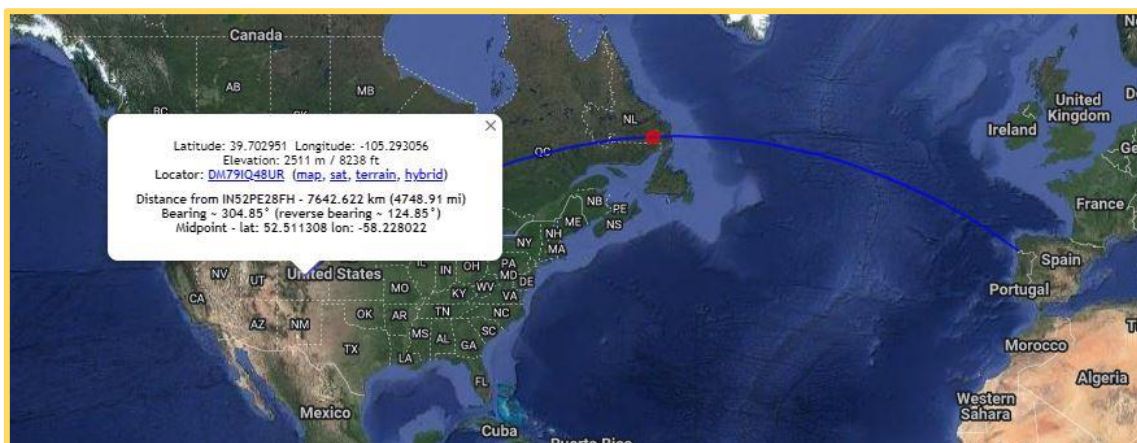 Canada
AB
MB
NL
QC
×
Latitude: 39.702951 Longitude: -105.293056
Elevation: 2511 m / 8238 ft
Locator: DM79IQ48UR (map, sat, terrain, hybrid)
Distance from IN52PE28FH - 7642.622 km (4748.91 mi)
Bearing ~ 304.85° (reverse bearing ~ 124.85°)
Midpoint - lat: 52.511308 lon: -58.228022
United
Kingdom
Ireland
France
NB
PE
ME
NS
NH
NY
MA
United States
NV
UT
CA
AZ
NM
IL
IN
OH
PA
MD
DE
MO
KY
WV
VA
OK
AR
TN
NC
MS
AL
SC
GA
TX
LA
FL
Spain
Portugal
Morocco
Algeria
Western
Sahara
Mexico
Cuba
Puerto Rico